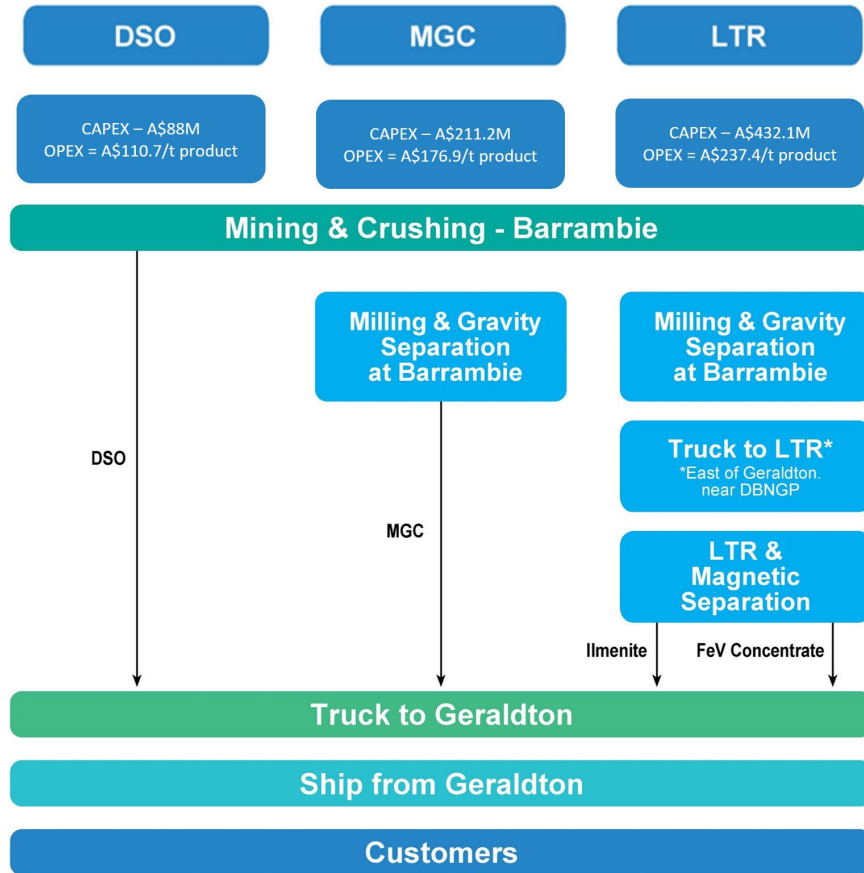 DSO
MGC
LTR
CAPEX – A$88M
OPEX = A$110.7/t product
CAPEX – A$211.2M
OPEX = A$176.9/t product
CAPEX – A$432.1M
OPEX = A$237.4/t product
Mining & Crushing - Barrambie
Milling & Gravity
Separation
at Barrambie
Milling & Gravity
Separation
at Barrambie
DSO
Truck to LTR*
*East of Geraldton.
near DBNGP
MGC
LTR &
Magnetic
Separation
Ilmenite
FeV Concentrate
Truck to Geraldton
Ship from Geraldton
Customers